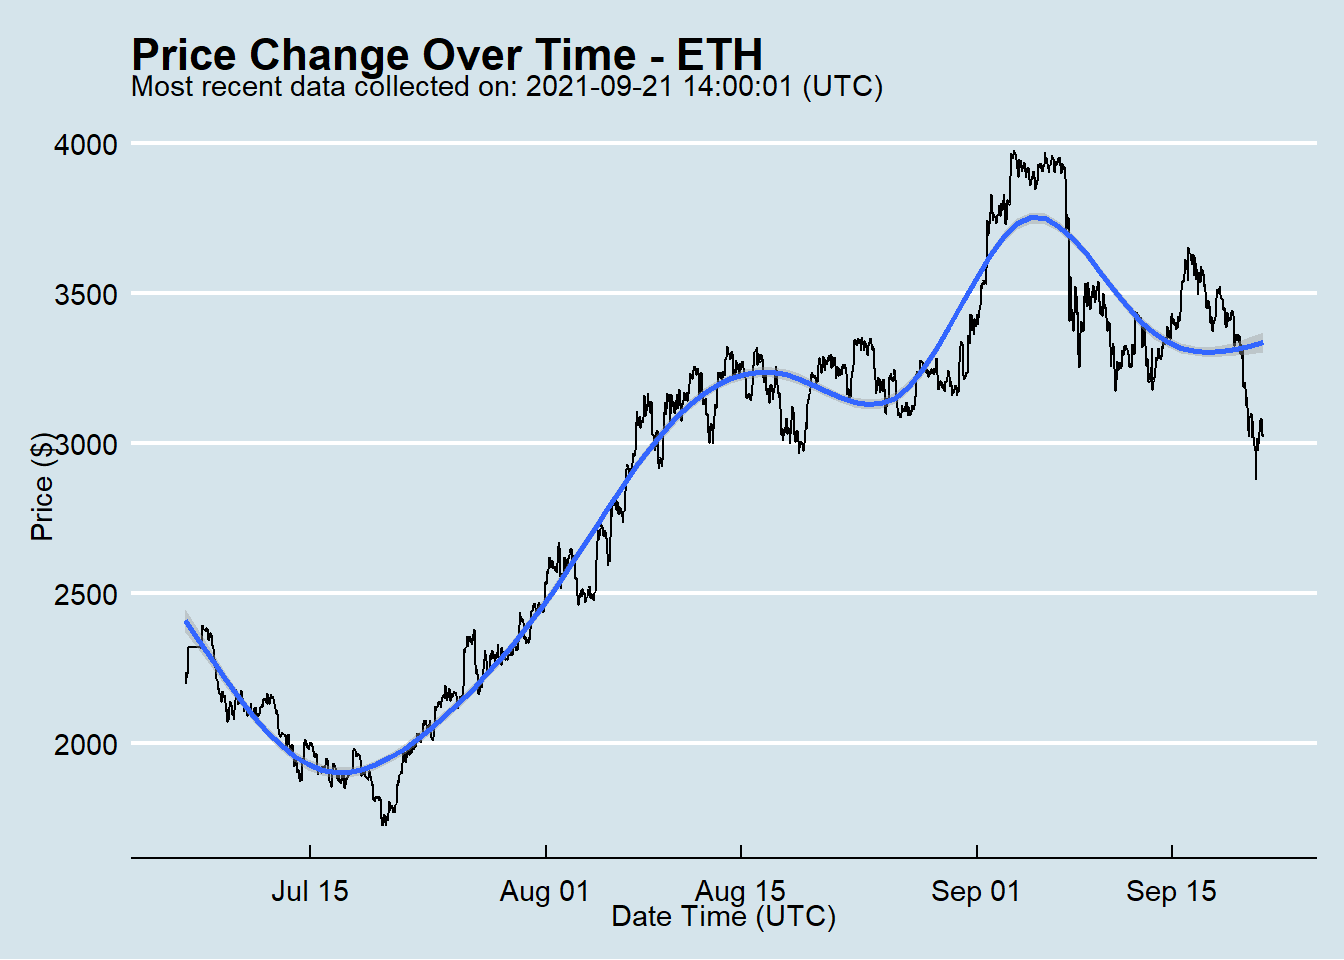 Price Change Over Time - ETH
Most recent data collected on: 2021-09-21 14:00:01 (UTC)
4000
3500
3000
2500
2000
Price ($)
Jul 15
Aug 01
Aug 15
Sep 01
Sep 15
Date Time (UTC)